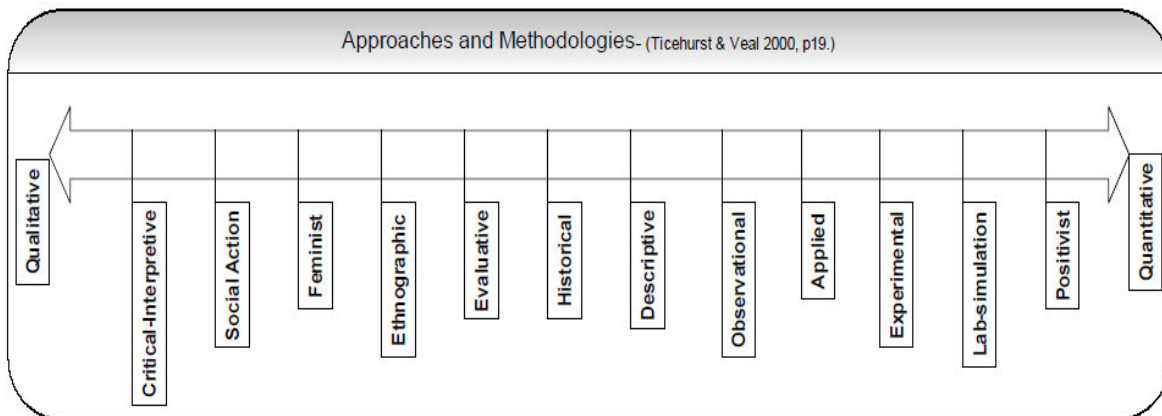 Approaches and Methodologies- (Ticehurst & Veal 2000, p19.)
Qualitative
Critical-Interpretive
Social Action
Feminist
Ethnographic
Evaluative
Historical
Descriptive
Observational
Applied
Experimental
Lab-simulation
Positivist
Quantitative